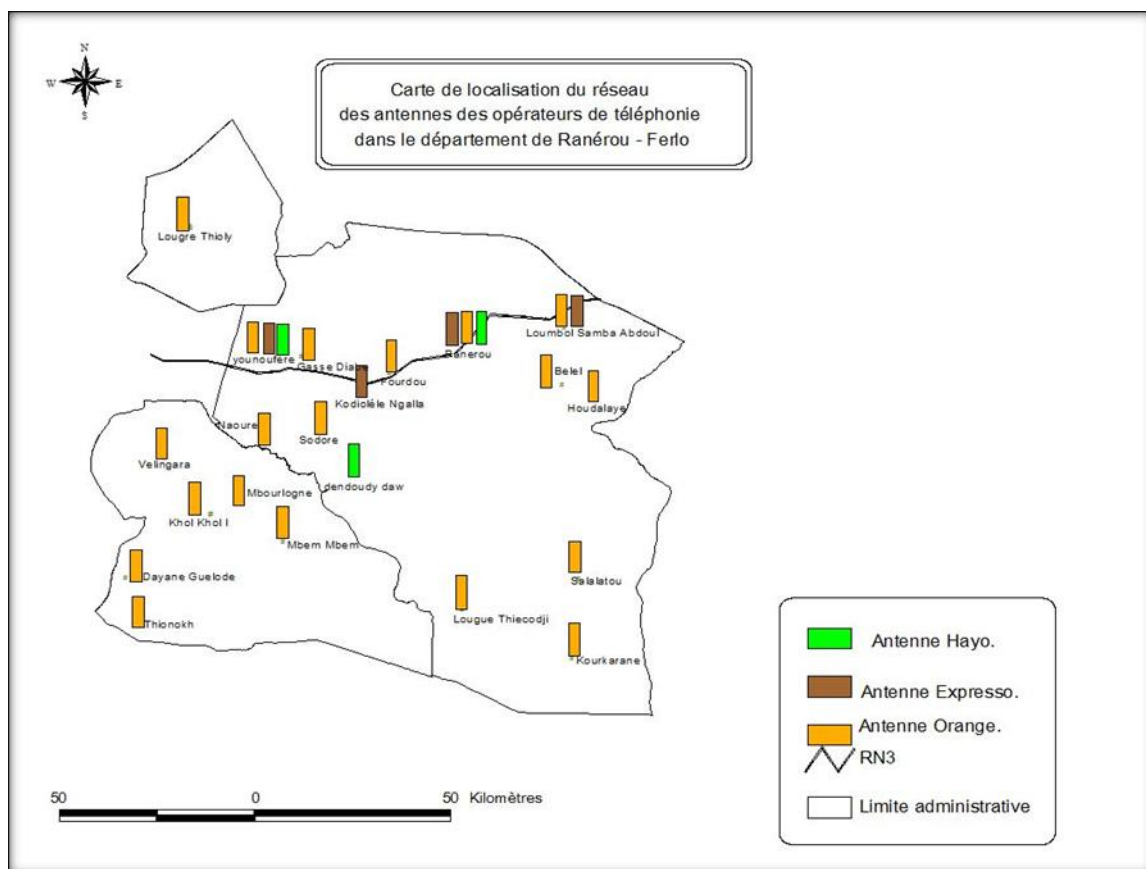 N
W E
S
Carte de localisation du réseau
des antennes des opérateurs de téléphonie
dans le département de Ranérou - Ferlo
Lougre Thioly
Loumbol Samba Abdoul
younoufere
Gasse Diabe
Fourdou
Ranerou
Belel
Houdalaye
Kodioléle Ngalla
Naoure
Sodore
Velingara
dendoudy daw
Mbourlogne
Khol Khol I
Mbem Mbem
Dayane Guelode
Salalatou
Thionokh
Lougue Thiecodji
Kourkarane
Antenne Hayo.
Antenne Expresso.
Antenne Orange.
RN3
Limite administrative
50 0 50 Kilomètres